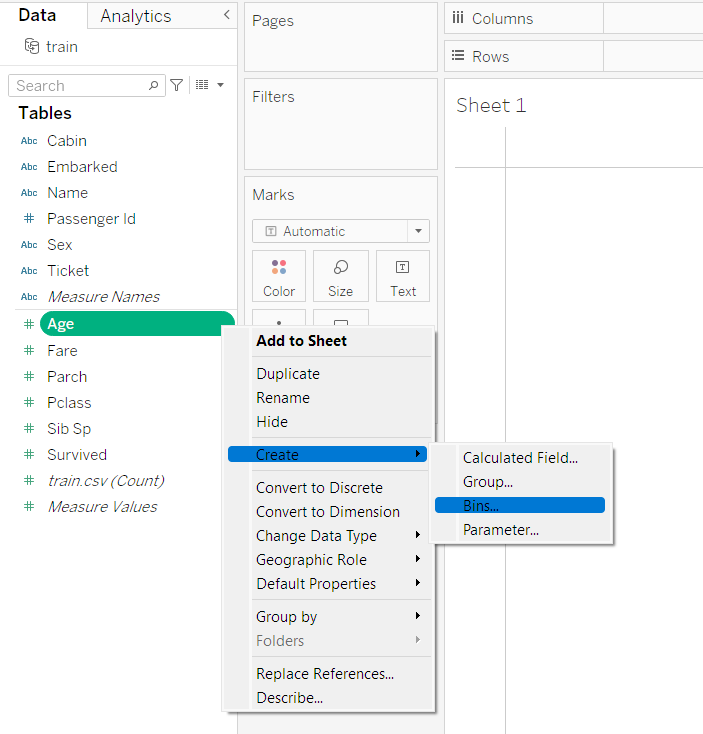 Data
Analytics
train
Search
Tables
Abc Cabin
Abc Embarked
Abc Name
# Passenger Id
Abc Sex
Abc Ticket
Abc Measure Names
# Age
# Fare
# Parch
# Pclass
# Sib Sp
# Survived
# train.csv (Count)
# Measure Values
Pages
Filters
Marks
T Automatic
Color
Size
T
Text
Columns
Rows
Sheet 1
Add to Sheet
Duplicate
Rename
Hide
Create
Convert to Discrete
Convert to Dimension
Change Data Type
Geographic Role
Default Properties
Group by
Folders
Replace References...
Describe...
Calculated Field...
Group...
Bins...
Parameter...